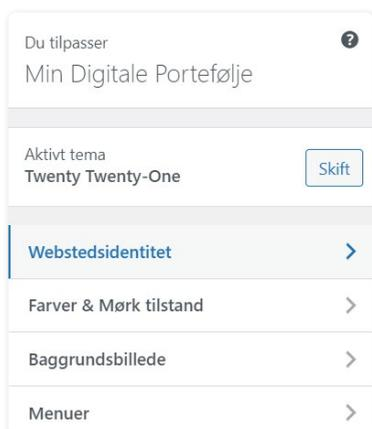 Du tilpasser
Min Digitale Portefølje
Aktivt tema
Twenty Twenty-One
Skift
Webstedsidentitet
Farver & Mørk tilstand
Baggrundsbillede
Menuer